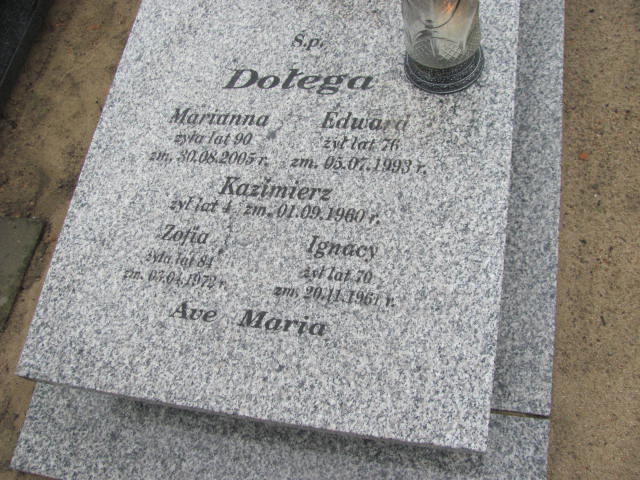 Ś.p.
Dołęga
Marianna Edward
żyła lat 90 żył lat 76
zm. 30.08.2005 r. zm. 05.07.1993 r.
Kazimierz
żył lat 4 zm. 01.09.1960 r.
Zofia Ignacy
żyła lat 84 żył lat 70
zm. 07.04.1972 r. zm. 20.11.1961 r.
Ave Maria